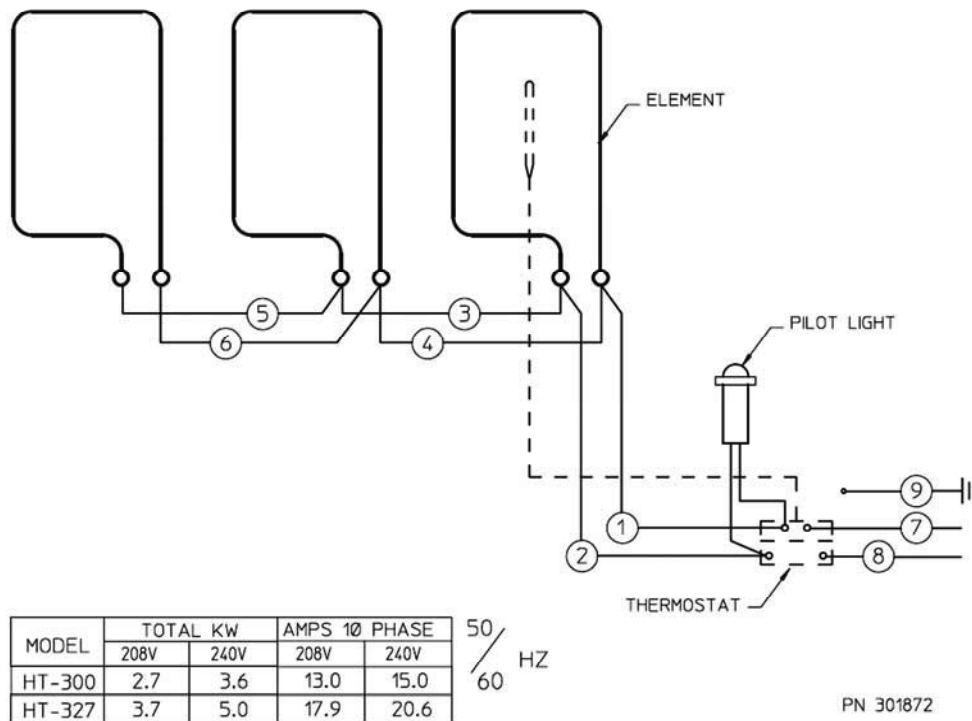 ELEMENT
5
3
6
4
PILOT LIGHT
9
1
7
2
8
THERMOSTAT
MODEL TOTAL KW AMPS 1Ø PHASE
208V 240V 208V 240V
HT-300 2.7 3.6 13.0 15.0
HT-327 3.7 5.0 17.9 20.6
50/60 HZ
PN 301872